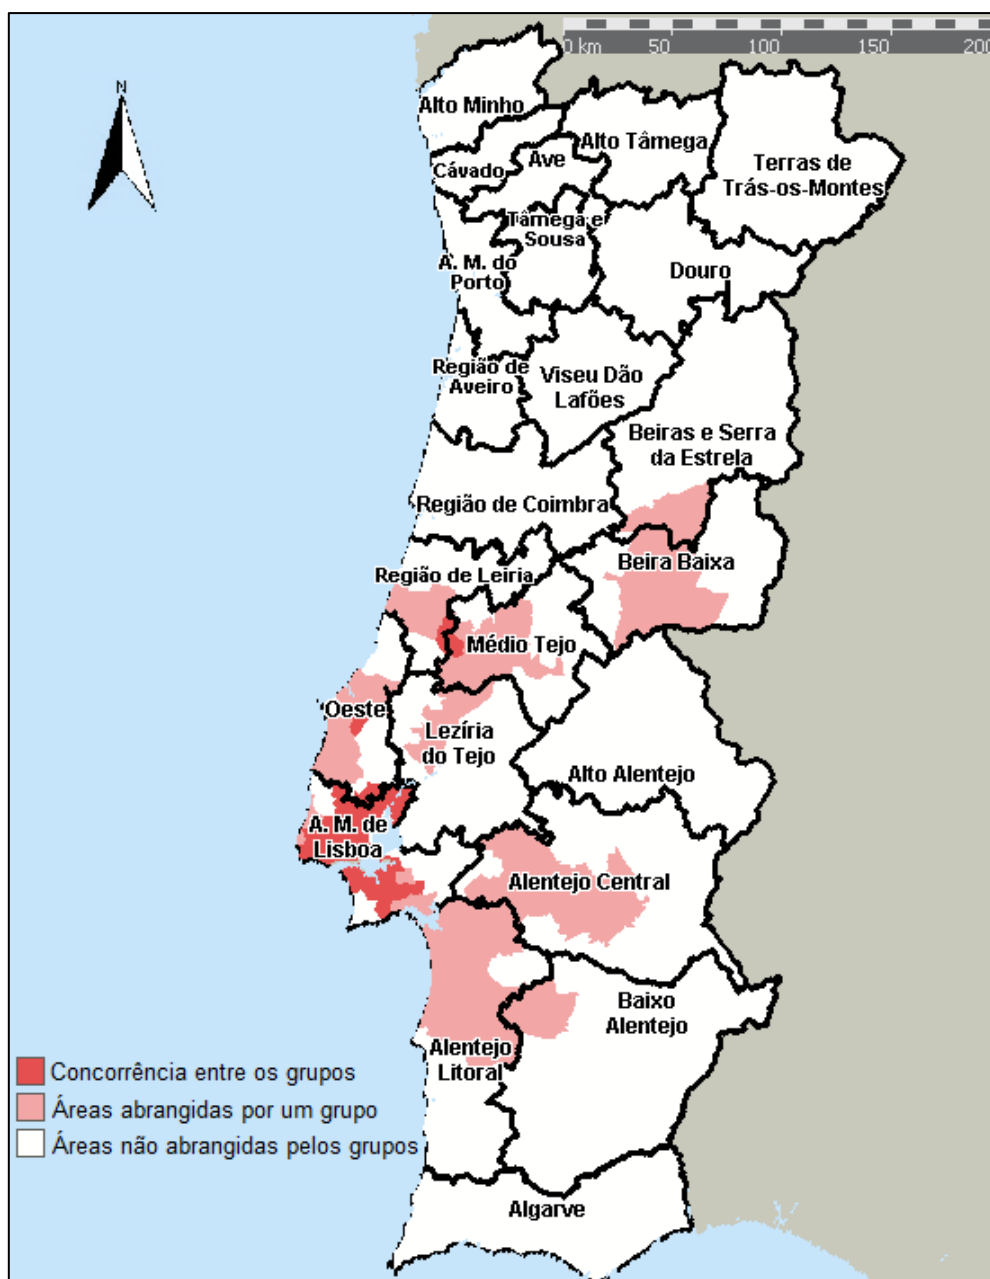 0 km 50 100 150 200
N
Alto Minho
Alto Tâmega
Ave
Cávado
Terras de
Trás-os-Montes
Tâmega e
Sousa
A. M. do
Porto
Douro
Região de
Aveiro
Viseu Dão
Lafões
Beiras e Serra
da Estrela
Região de Coimbra
Beira Baixa
Região de Leiria
Médio Tejo
Oeste
Lezíria
do Tejo
Alto Alentejo
A. M. de
Lisboa
Alentejo Central
Baixo
Alentejo
Alentejo
Litoral
Concorrência entre os grupos
Áreas abrangidas por um grupo
Áreas não abrangidas pelos grupos
Algarve